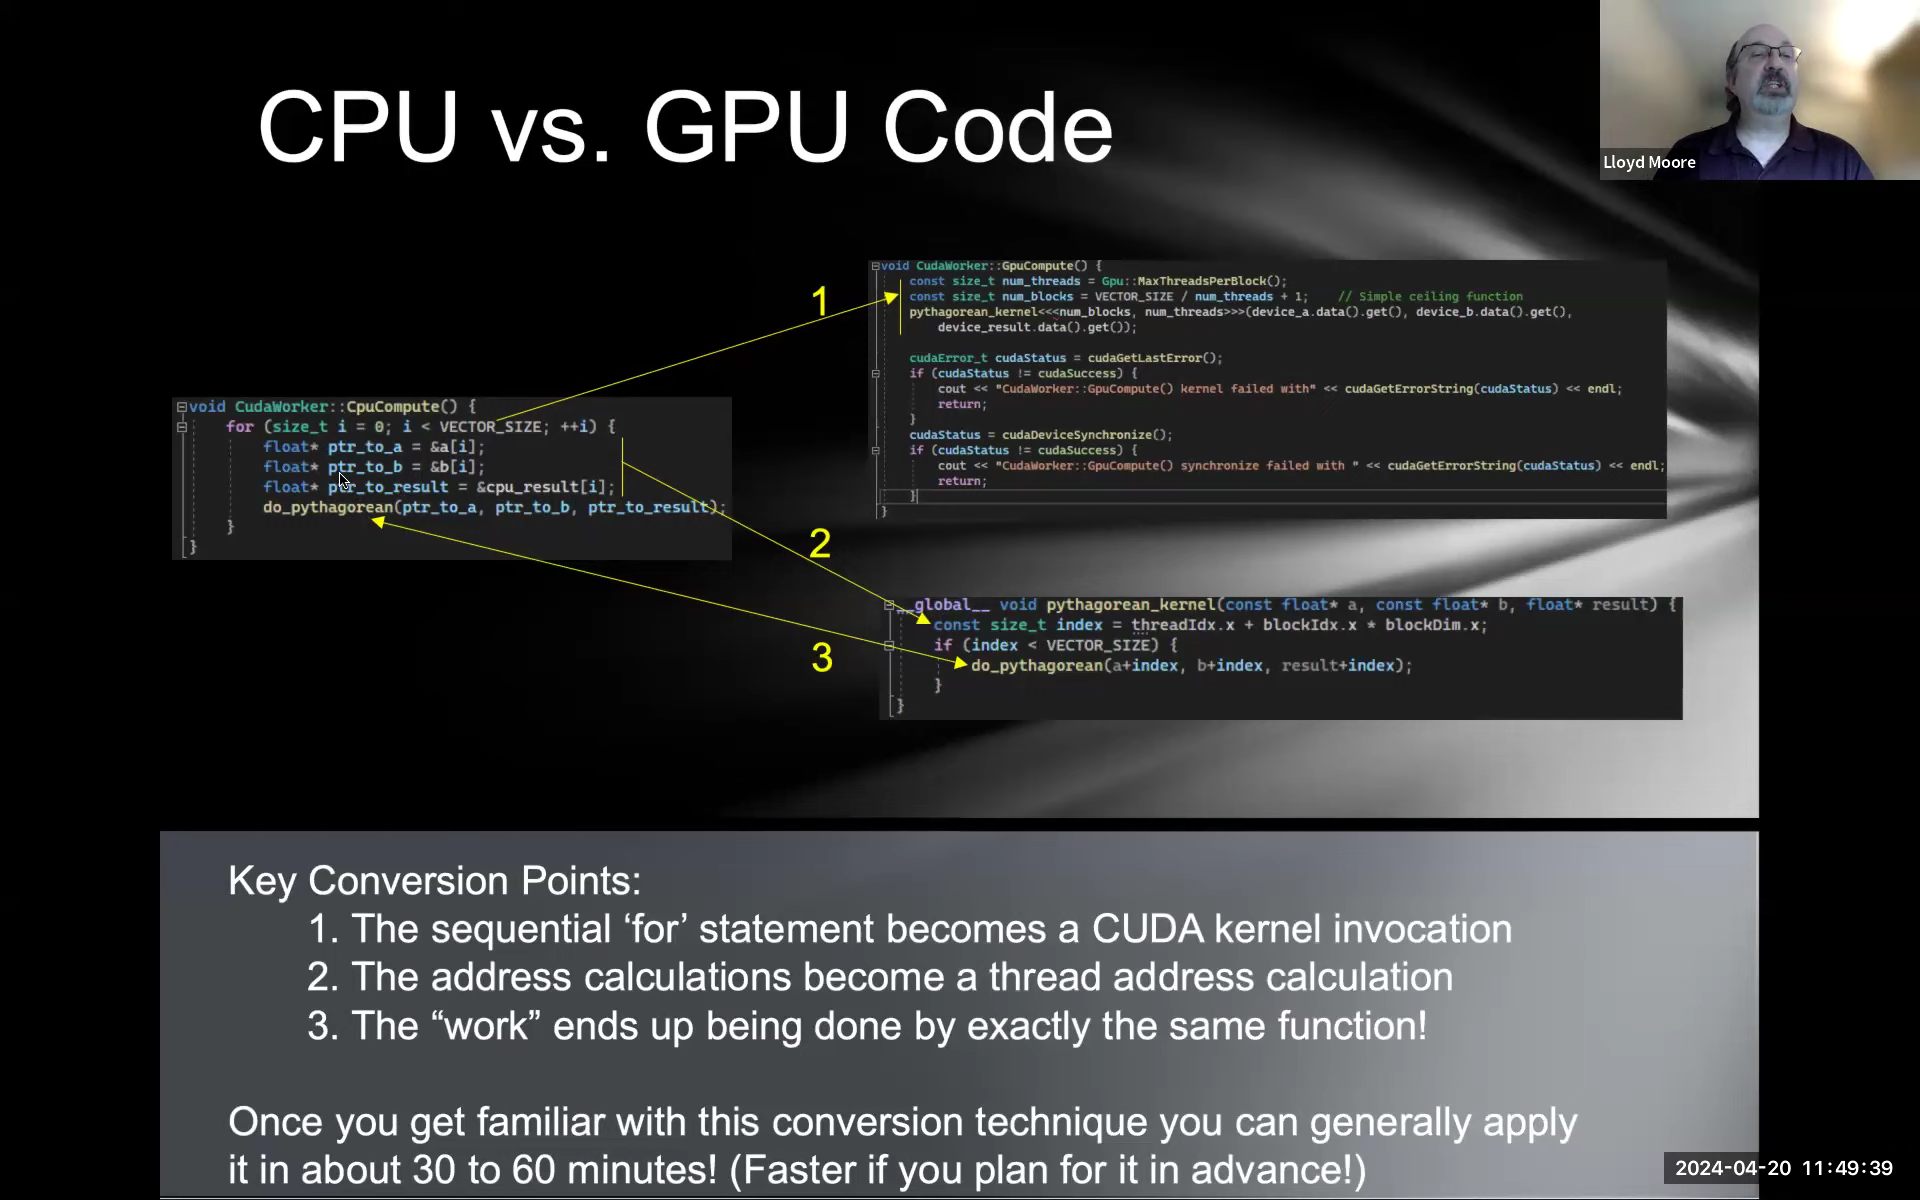 CPU vs. GPU Code
Lloyd Moore
1
void CudaWorker::GpuCompute() {
const size_t num_threads = Gpu::MaxThreadsPerBlock();
const size_t num_blocks = VECTOR_SIZE / num_threads + 1;    // Simple ceiling function
pythagorean_kernel<<<num_blocks, num_threads>>>(device_a.data().get(), device_b.data().get(),
device_result.data().get());
cudaError_t cudaStatus = cudaGetLastError();
if (cudaStatus != cudaSuccess) {
cout << "CudaWorker::GpuCompute() kernel failed with" << cudaGetErrorString(cudaStatus) << endl;
return;
}
cudaStatus = cudaDeviceSynchronize();
if (cudaStatus != cudaSuccess) {
cout << "CudaWorker::GpuCompute() synchronize failed with " << cudaGetErrorString(cudaStatus) << endl;
return;
}
}
void CudaWorker::CpuCompute() {
for (size_t i = 0; i < VECTOR_SIZE; ++i) {
float* ptr_to_a = &a[i];
float* ptr_to_b = &b[i];
float* ptr_to_result = &cpu_result[i];
do_pythagorean(ptr_to_a, ptr_to_b, ptr_to_result);
}
}
2
3
__global__ void pythagorean_kernel(const float* a, const float* b, float* result) {
const size_t index = threadIdx.x + blockIdx.x * blockDim.x;
if (index < VECTOR_SIZE) {
do_pythagorean(a+index, b+index, result+index);
}
}
Key Conversion Points:
1. The sequential ‘for’ statement becomes a CUDA kernel invocation
2. The address calculations become a thread address calculation
3. The “work” ends up being done by exactly the same function!
Once you get familiar with this conversion technique you can generally apply
it in about 30 to 60 minutes! (Faster if you plan for it in advance!)
2024-04-20 11:49:39